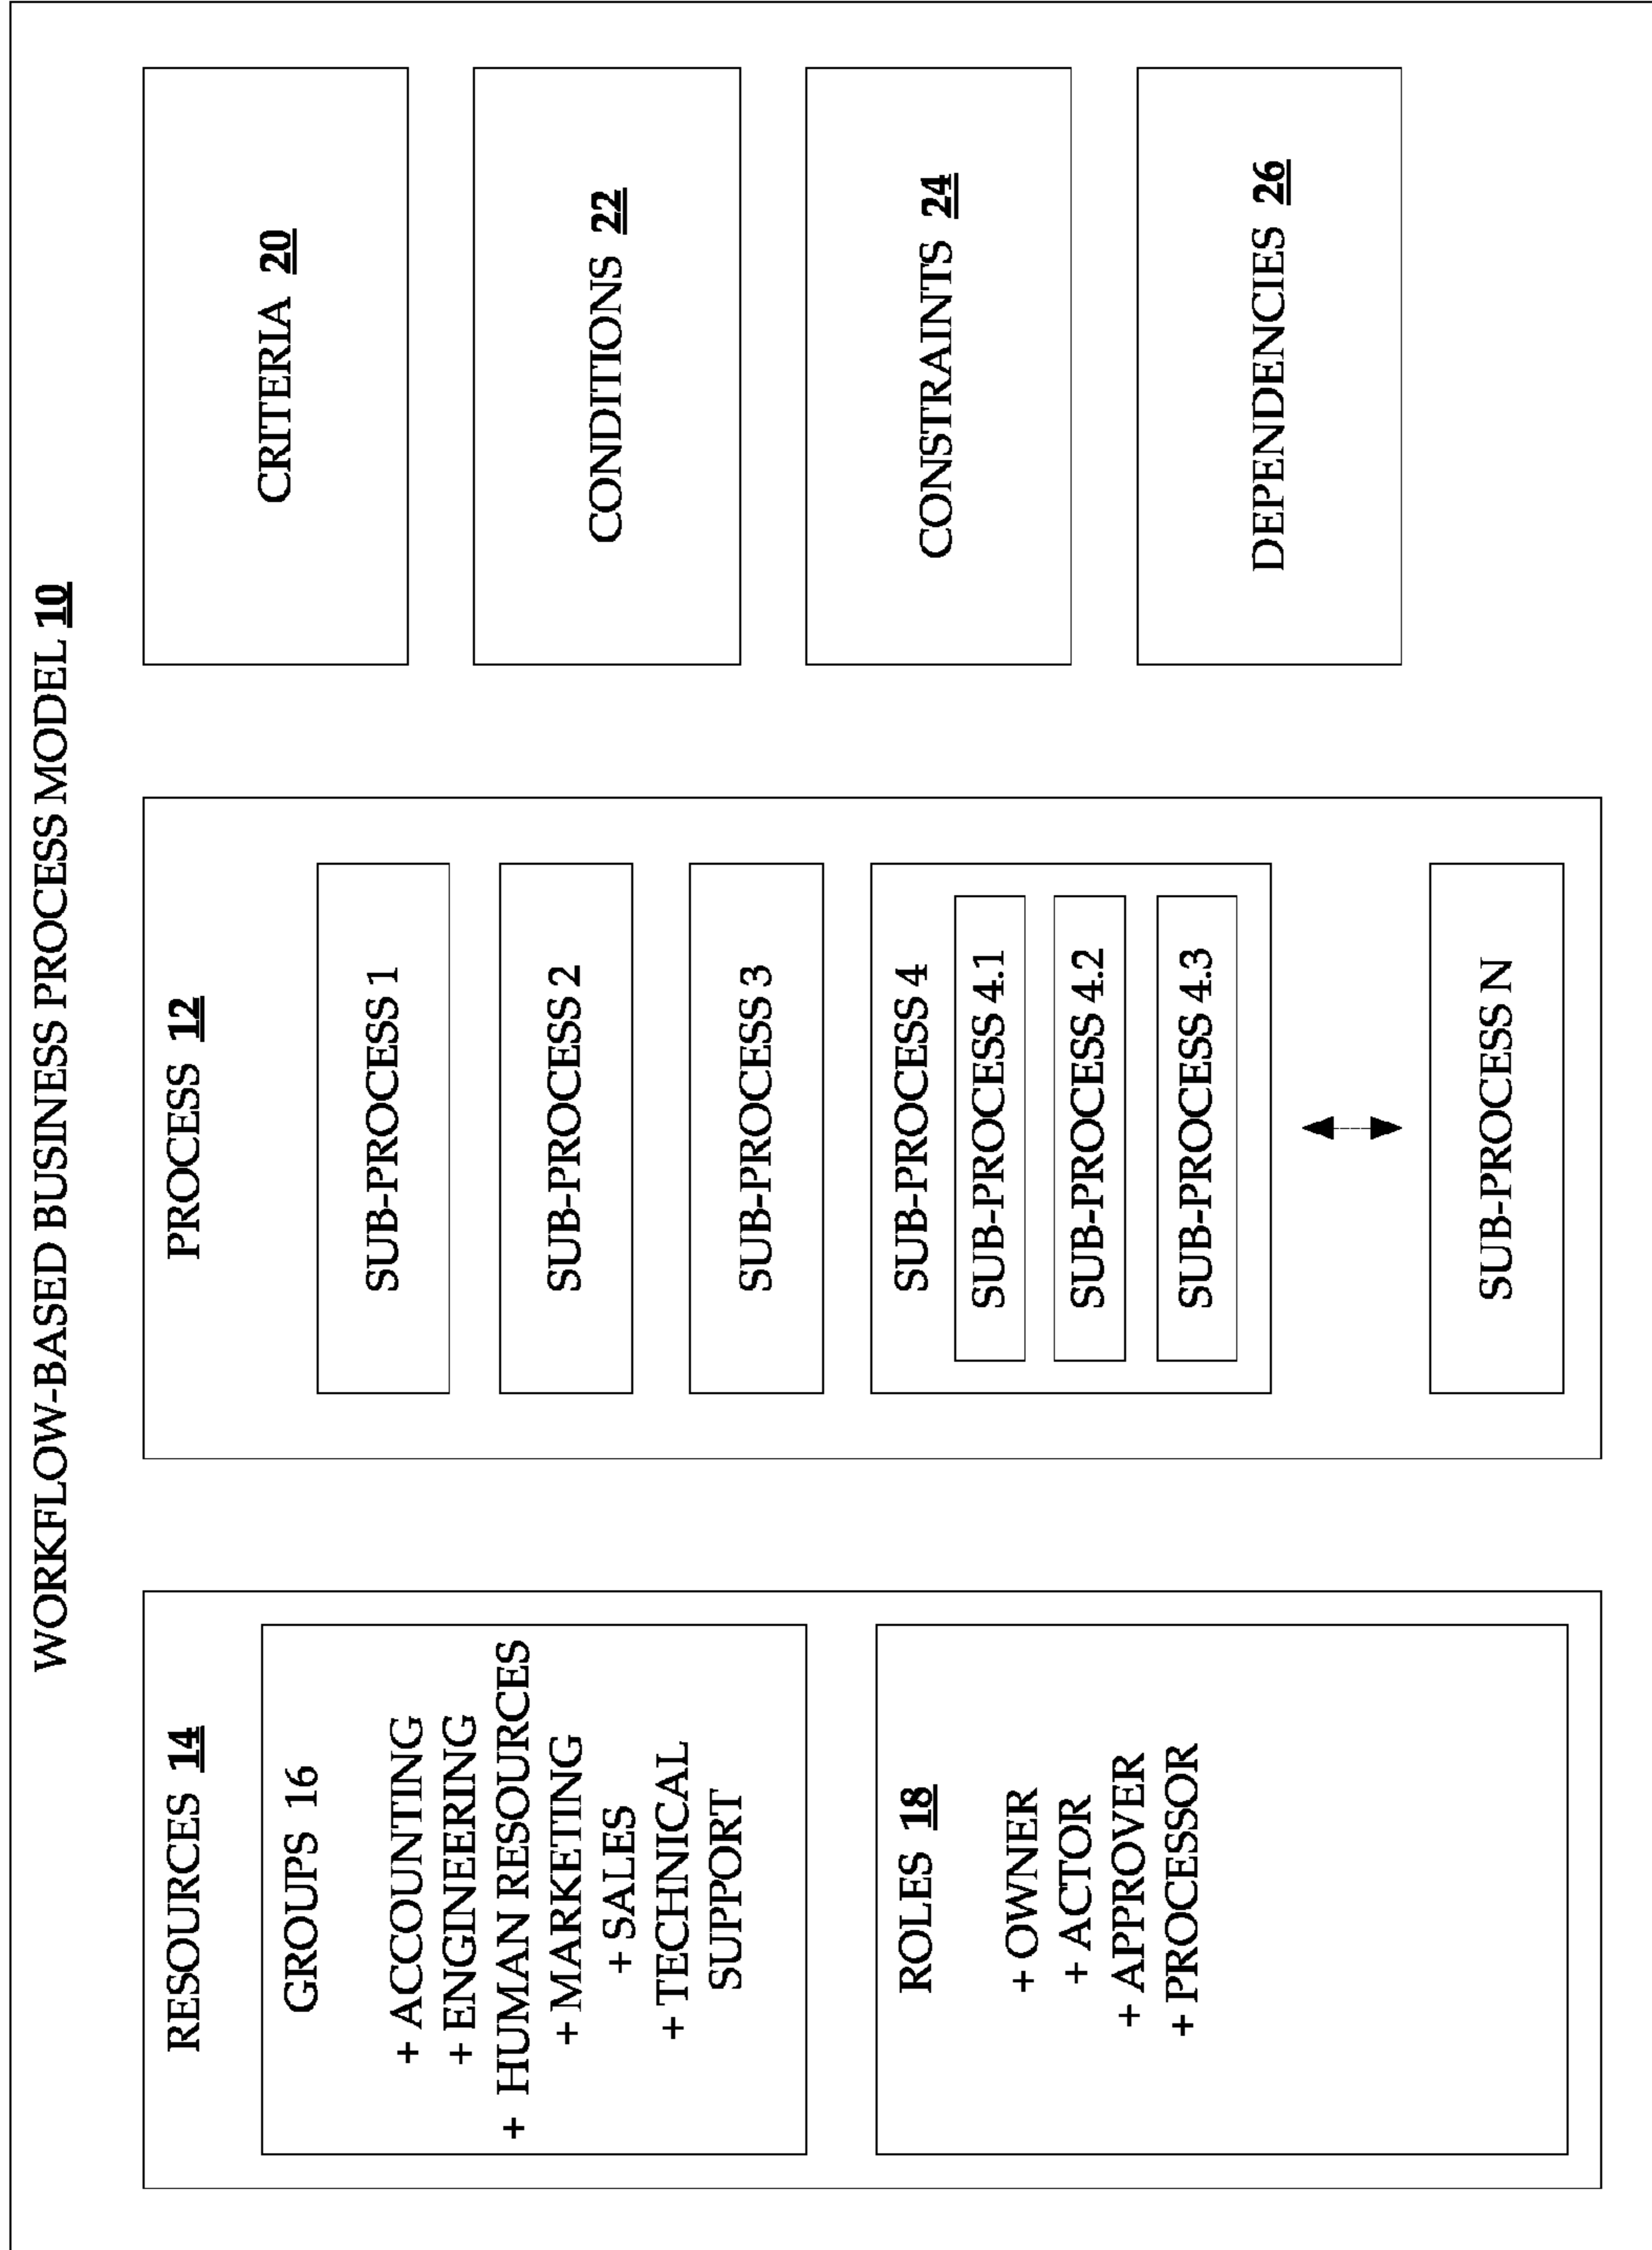 WORKFLOW-BASED BUSINESS PROCESS MODEL 10
RESOURCES 14
GROUPS 16
+ ACCOUNTING
+ ENGINEERING
+ HUMAN RESOURCES
+ MARKETING
+ SALES
+ TECHNICAL
SUPPORT
ROLES 18
+ OWNER
+ ACTOR
+ APPROVER
+ PROCESSOR
PROCESS 12
SUB-PROCESS 1
SUB-PROCESS 2
SUB-PROCESS 3
SUB-PROCESS 4
SUB-PROCESS 4.1
SUB-PROCESS 4.2
SUB-PROCESS 4.3
SUB-PROCESS N
CRITERIA 20
CONDITIONS 22
CONSTRAINTS 24
DEPENDENCIES 26